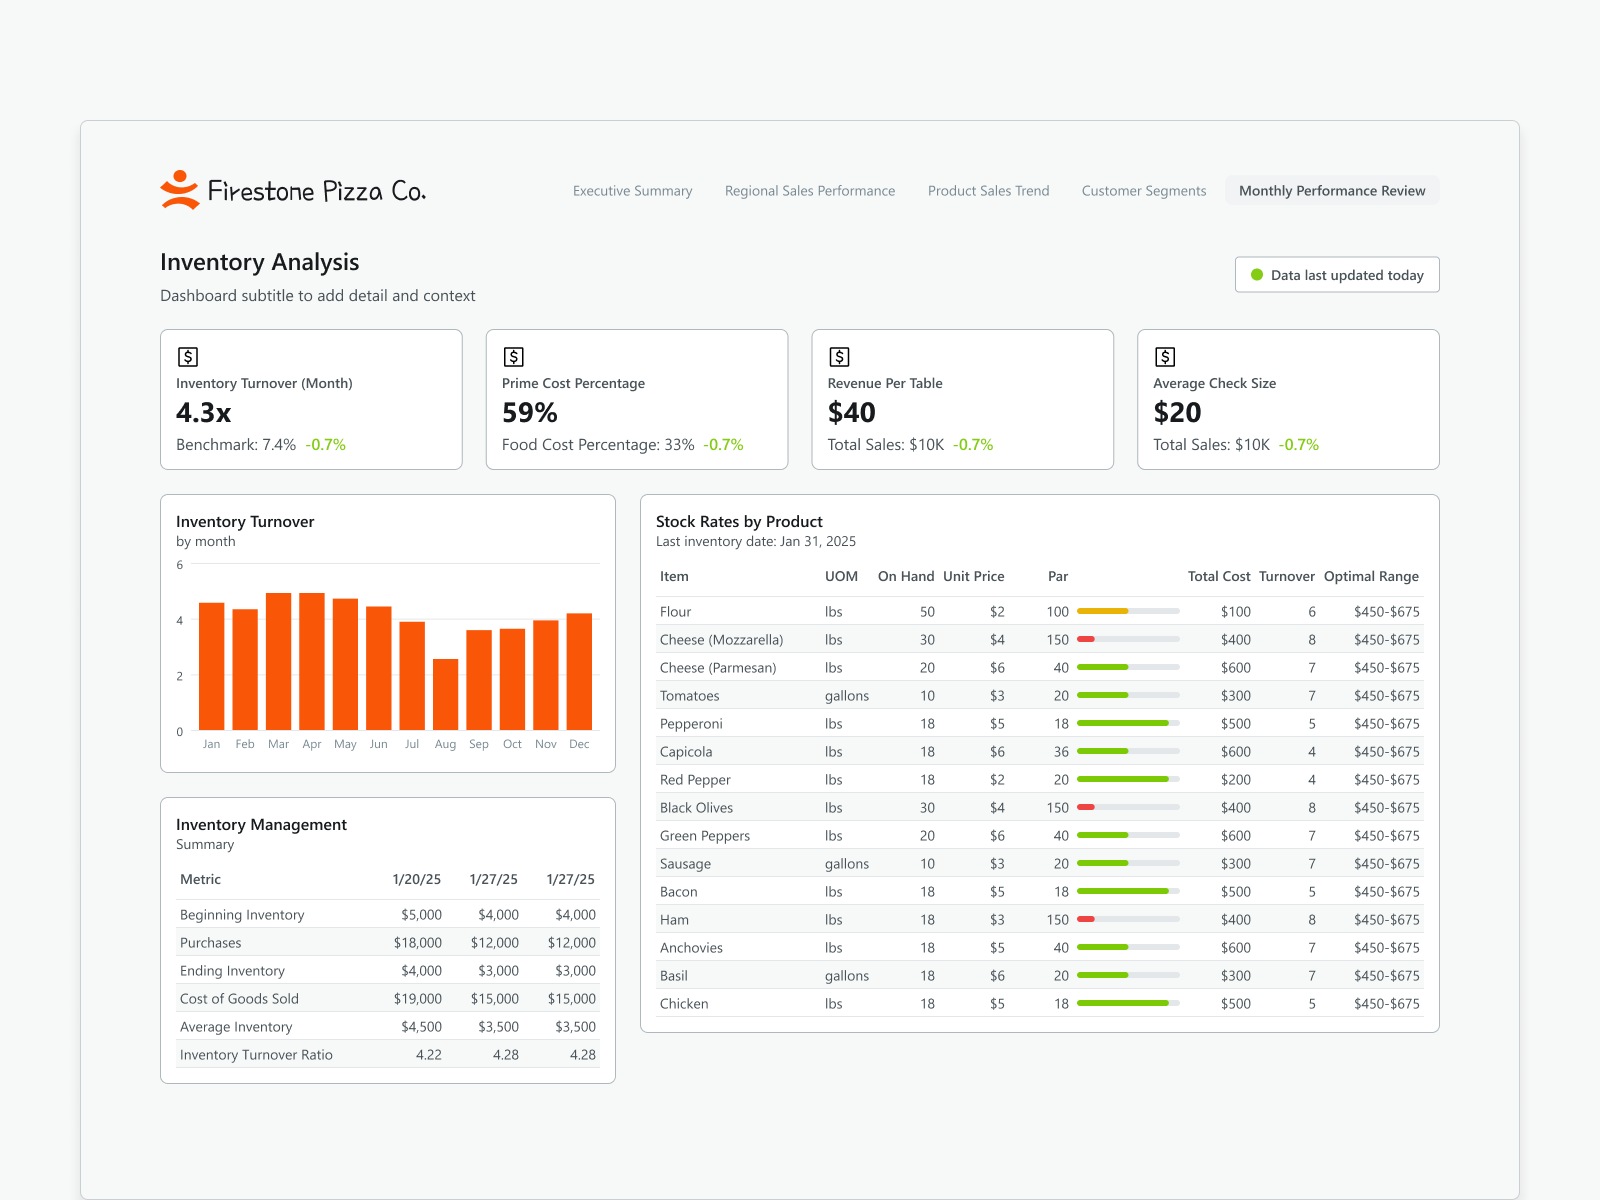 Firestone Pizza Co.
Executive Summary Regional Sales Performance Product Sales Trend Customer Segments Monthly Performance Review
Inventory Analysis
Dashboard subtitle to add detail and context
Data last updated today
Inventory Turnover (Month)
4.3x
Benchmark: 7.4% -0.7%
Prime Cost Percentage
59%
Food Cost Percentage: 33% -0.7%
Revenue Per Table
$40
Total Sales: $10K -0.7%
Average Check Size
$20
Total Sales: $10K -0.7%
Inventory Turnover
by month
6
4
2
0
Jan Feb Mar Apr May Jun Jul Aug Sep Oct Nov Dec
Inventory Management
Summary
Metric 1/20/25 1/27/25 1/27/25
Beginning Inventory $5,000 $4,000 $4,000
Purchases $18,000 $12,000 $12,000
Ending Inventory $4,000 $3,000 $3,000
Cost of Goods Sold $19,000 $15,000 $15,000
Average Inventory $4,500 $3,500 $3,500
Inventory Turnover Ratio 4.22 4.28 4.28
Stock Rates by Product
Last inventory date: Jan 31, 2025
Item UOM On Hand Unit Price Par Total Cost Turnover Optimal Range
Flour lbs 50 $2 100 $100 6 $450-$675
Cheese (Mozzarella) lbs 30 $4 150 $400 8 $450-$675
Cheese (Parmesan) lbs 20 $6 40 $600 7 $450-$675
Tomatoes gallons 10 $3 20 $300 7 $450-$675
Pepperoni lbs 18 $5 18 $500 5 $450-$675
Capicola lbs 18 $6 36 $600 4 $450-$675
Red Pepper lbs 18 $2 20 $200 4 $450-$675
Black Olives lbs 30 $4 150 $400 8 $450-$675
Green Peppers lbs 20 $6 40 $600 7 $450-$675
Sausage gallons 10 $3 20 $300 7 $450-$675
Bacon lbs 18 $5 18 $500 5 $450-$675
Ham lbs 18 $3 150 $400 8 $450-$675
Anchovies lbs 18 $5 40 $600 7 $450-$675
Basil gallons 18 $6 20 $300 7 $450-$675
Chicken lbs 18 $5 18 $500 5 $450-$675